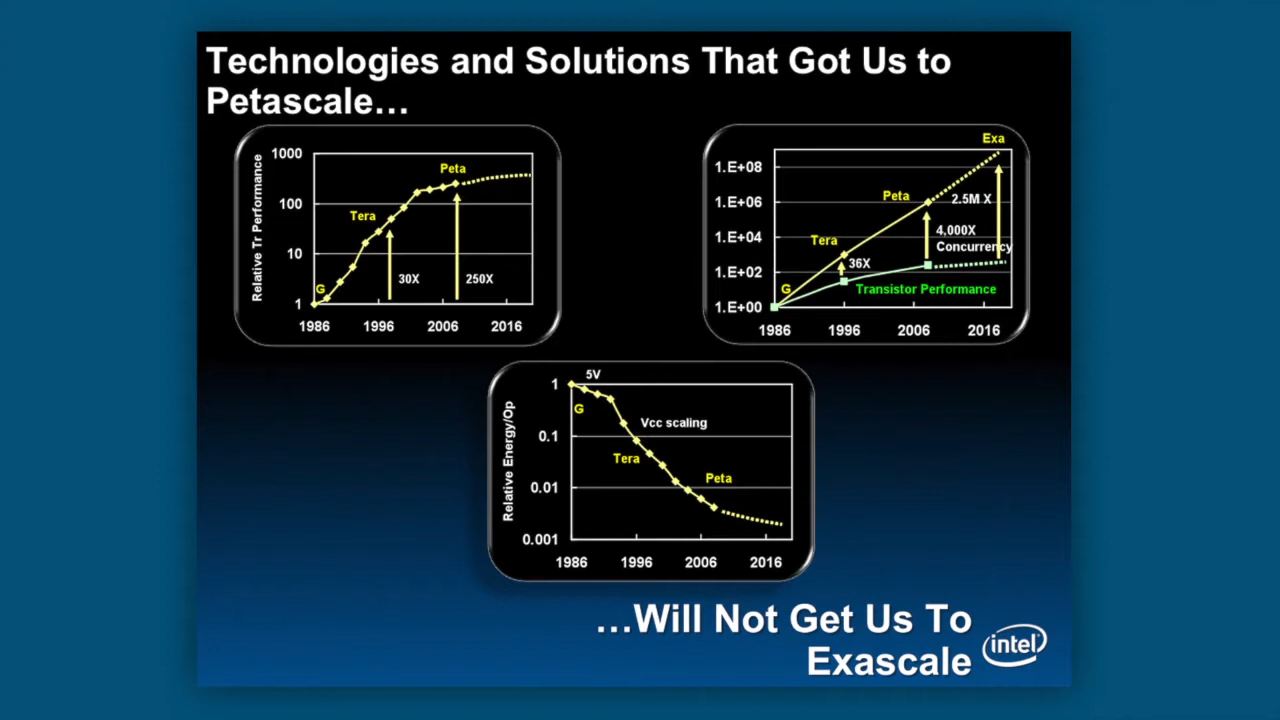 Technologies and Solutions That Got Us to
Petascale…
Relative Tr Performance
1000
100
10
1
1986
1996
2006
2016
G
Tera
Peta
30X
250X
1.E+08
1.E+06
1.E+04
1.E+02
1.E+00
1986
1996
2006
2016
G
Tera
Peta
Exa
36X
4,000X
Concurrency
2.5M X
Transistor Performance
Relative Energy/Op
1
0.1
0.01
0.001
1986
1996
2006
2016
5V
G
Vcc scaling
Tera
Peta
…Will Not Get Us To
Exascale
intel